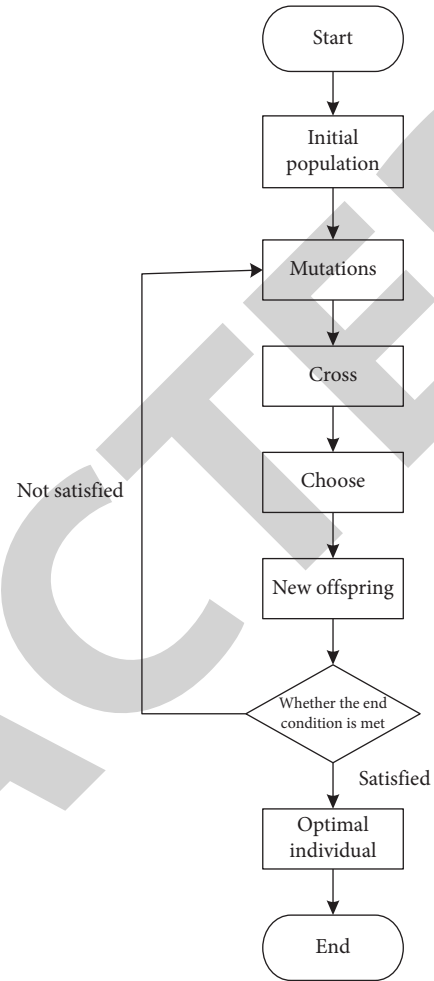 Start
Initial
population
Mutations
Cross
Choose
Not satisfied
New offspring
Whether the end
condition is met
Satisfied
Optimal
individual
End